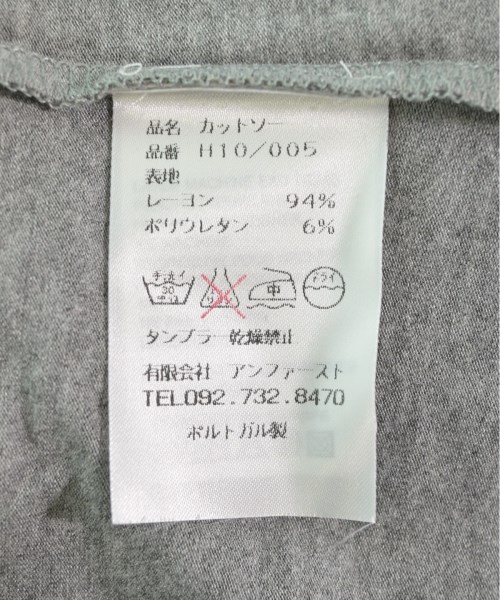 品名 カットソー
品番 H10/005
表地
レーヨン 94%
ポリウレタン 6%
手洗イ 30 中 ドライ
タンブラー乾燥禁止
有限会社 アンファースト
TEL092.732.8470
ポルトガル製